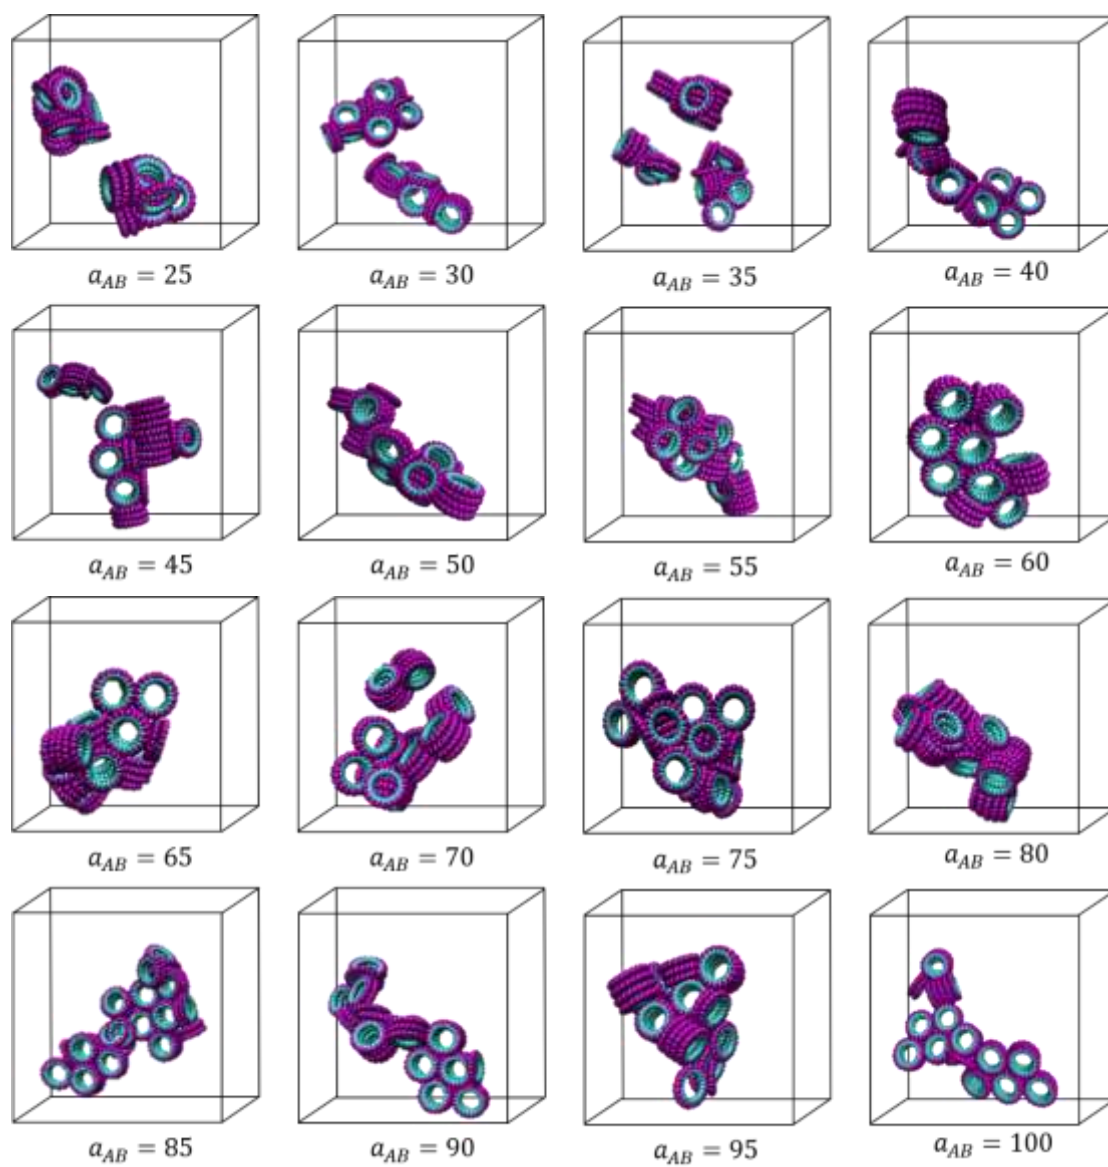 a_AB = 25
a_AB = 30
a_AB = 35
a_AB = 40
a_AB = 45
a_AB = 50
a_AB = 55
a_AB = 60
a_AB = 65
a_AB = 70
a_AB = 75
a_AB = 80
a_AB = 85
a_AB = 90
a_AB = 95
a_AB = 100